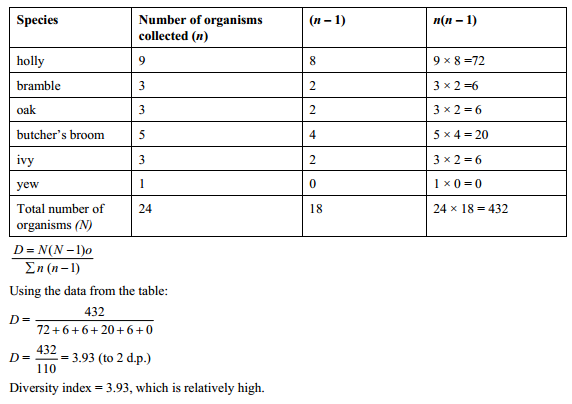 Species Number of organisms collected (n) (n – 1) n(n – 1)
holly 9 8 9 × 8 =72
bramble 3 2 3 × 2 =6
oak 3 2 3 × 2 = 6
butcher's broom 5 4 5 × 4 = 20
ivy 3 2 3 × 2 = 6
yew 1 0 1 × 0 = 0
Total number of organisms (N) 24 18 24 × 18 = 432
D = N(N – 1)o
∑n (n – 1)
Using the data from the table:
D = 432
72 + 6 + 6 + 20 + 6 + 0
D = 432
110 = 3.93 (to 2 d.p.)
Diversity index = 3.93, which is relatively high.